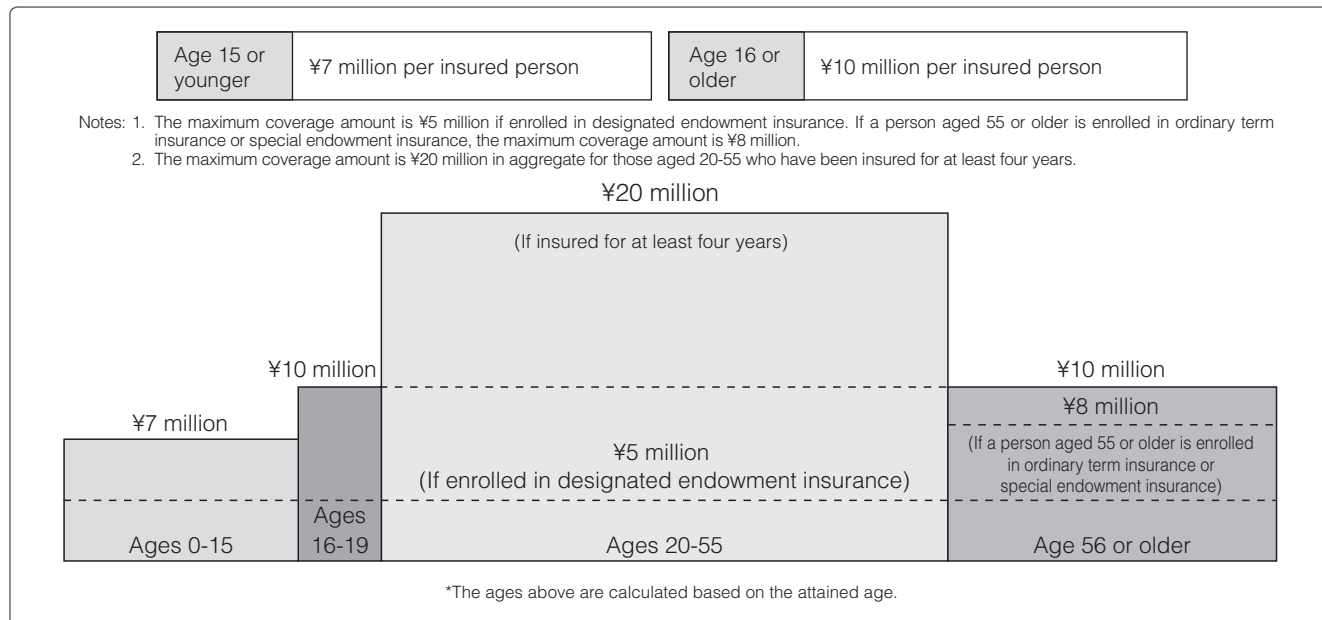 Age 15 or
younger
¥7 million per insured person
Age 16 or
older
¥10 million per insured person
Notes: 1. The maximum coverage amount is ¥5 million if enrolled in designated endowment insurance. If a person aged 55 or older is enrolled in ordinary term
insurance or special endowment insurance, the maximum coverage amount is ¥8 million.
2. The maximum coverage amount is ¥20 million in aggregate for those aged 20-55 who have been insured for at least four years.
¥20 million
(If insured for at least four years)
¥10 million
¥10 million
¥7 million
¥8 million
(If a person aged 55 or older is enrolled
in ordinary term insurance or
special endowment insurance)
¥5 million
(If enrolled in designated endowment insurance)
Ages 0-15
Ages
16-19
Ages 20-55
Age 56 or older
*The ages above are calculated based on the attained age.